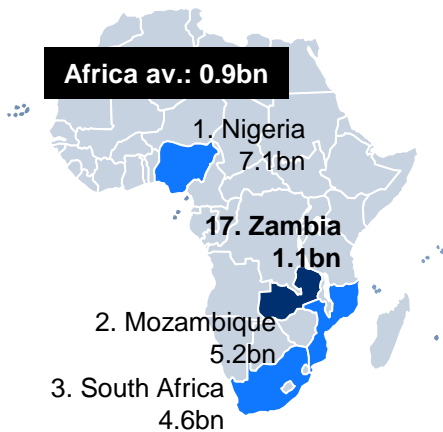 Africa av.: 0.9bn
1. Nigeria
7.1bn
17. Zambia
1.1bn
2. Mozambique
5.2bn
3. South Africa
4.6bn